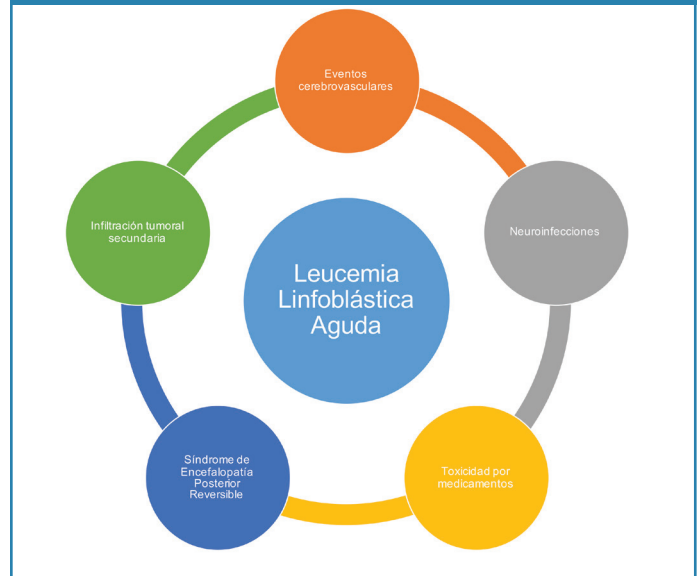 Eventos
cerebrovasculares
Infiltración tumoral
secundaria
Neuroinfecciones
Leucemia
Linfoblástica
Aguda
Síndrome de
Encefalopatía
Posterior
Reversible
Toxicidad por
medicamentos